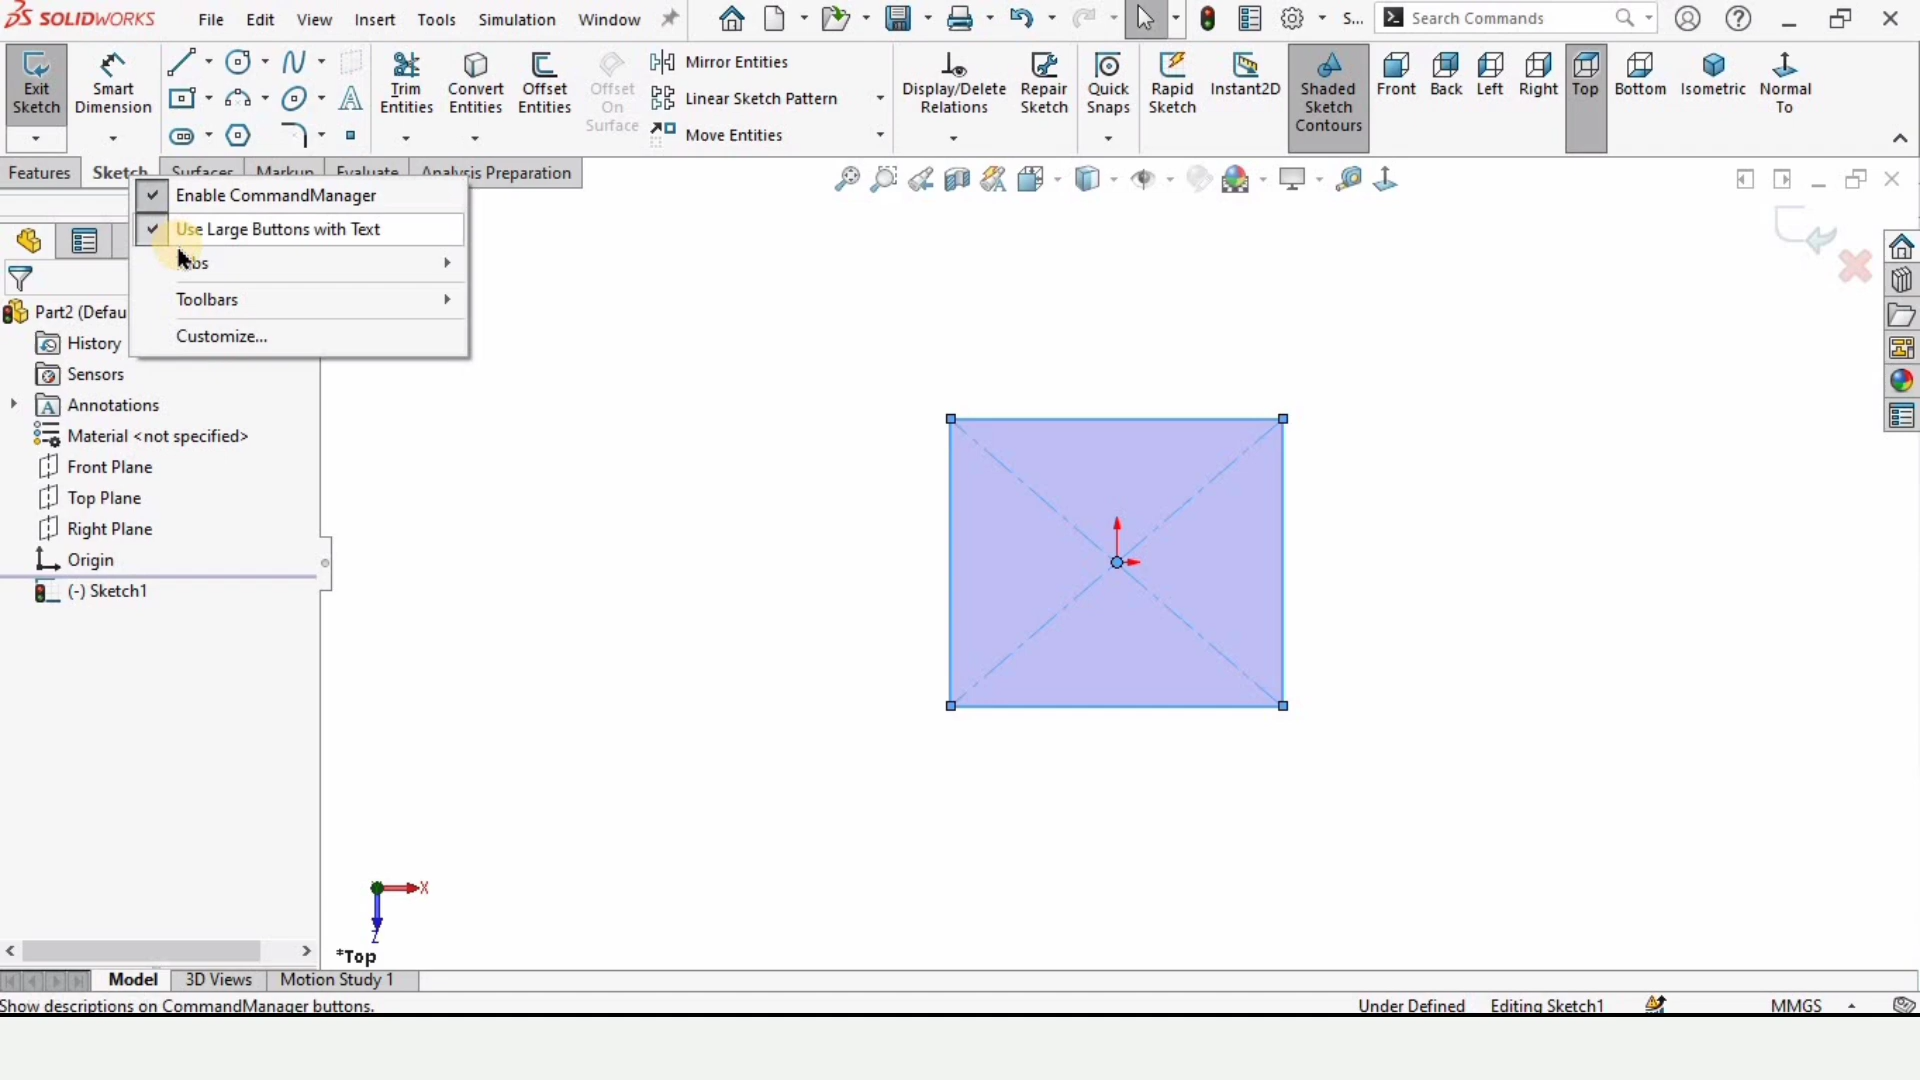 SOLIDWORKS File Edit View Insert Tools Simulation Window S... Search Commands
Exit Sketch
Smart Dimension
Trim Entities
Convert Entities
Offset Entities
Offset On Surface
Mirror Entities
Linear Sketch Pattern
Move Entities
Display/Delete Relations
Repair Sketch
Quick Snaps
Rapid Sketch
Instant2D
Shaded Sketch Contours
Front
Back
Left
Right
Top
Bottom
Isometric
Normal To
Features Sketch Surfaces Markup Evaluate Analysis Preparation
Enable CommandManager
Use Large Buttons with Text
Toolbars
Customize...
Part2 (Defau
History
Sensors
Annotations
Material <not specified>
Front Plane
Top Plane
Right Plane
Origin
(-) Sketch1
X
Z
*Top
Model 3D Views Motion Study 1
Show descriptions on CommandManager buttons. Under Defined Editing Sketch1 MMGS